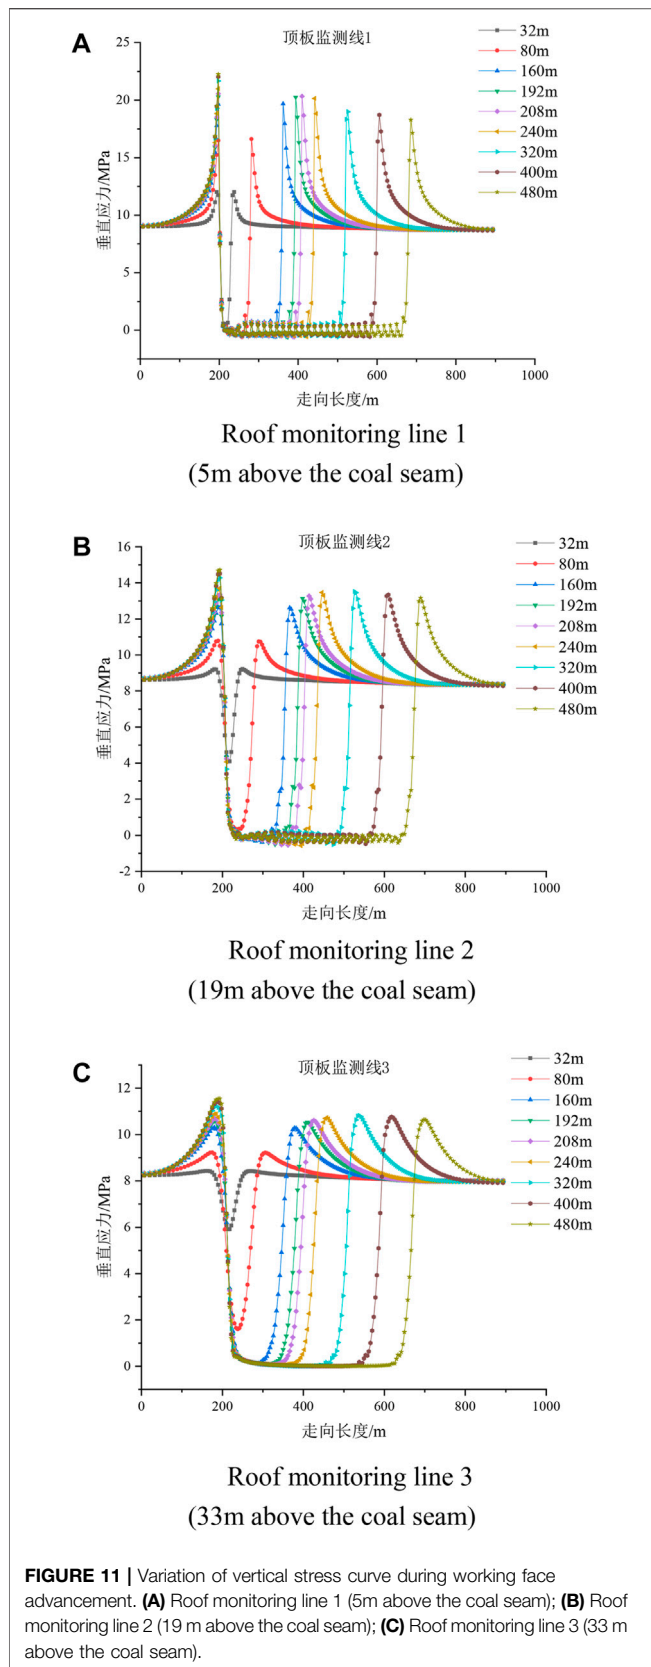 A
顶板监测线1
32m
80m
160m
192m
208m
240m
320m
400m
480m
垂直应力/MPa
25
20
15
10
5
0
0
200
400
600
800
1000
走向长度/m
Roof monitoring line 1
(5m above the coal seam)
B
顶板监测线2
32m
80m
160m
192m
208m
240m
320m
400m
480m
垂直应力/MPa
16
14
12
10
8
6
4
2
0
-2
0
200
400
600
800
1000
走向长度/m
Roof monitoring line 2
(19m above the coal seam)
C
顶板监测线3
32m
80m
160m
192m
208m
240m
320m
400m
480m
垂直应力/MPa
12
10
8
6
4
2
0
0
200
400
600
800
1000
走向长度/m
Roof monitoring line 3
(33m above the coal seam)
FIGURE 11 | Variation of vertical stress curve during working face
advancement. (A) Roof monitoring line 1 (5m above the coal seam); (B) Roof
monitoring line 2 (19 m above the coal seam); (C) Roof monitoring line 3 (33 m
above the coal seam).